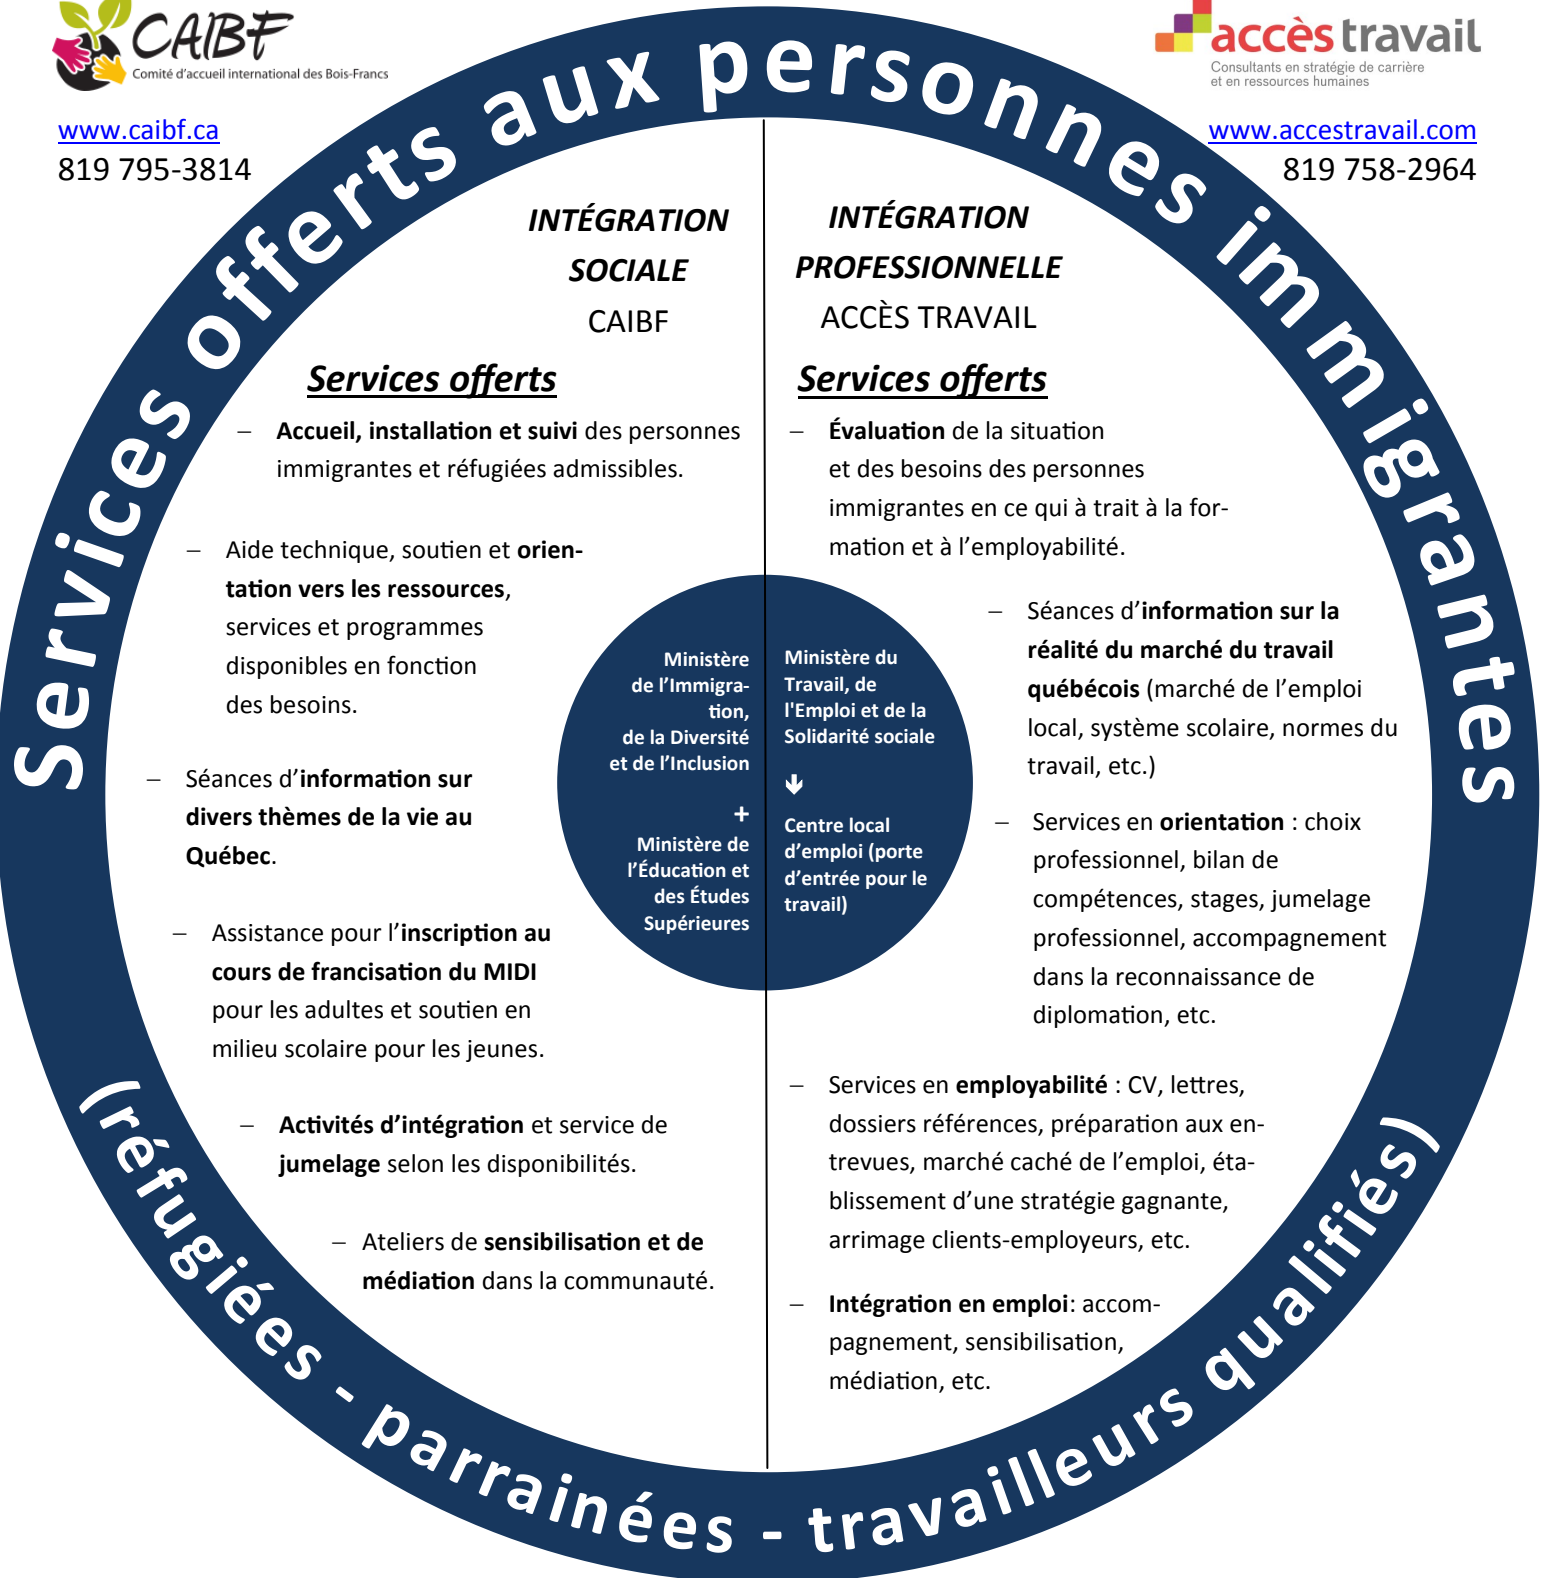 CAIBF
Comité d'accueil international des Bois-Francs
www.caibf.ca
819 795-3814
accès travail
Consultants en stratégie de carrière
et en ressources humaines
www.accestravail.com
819 758-2964
Services offerts aux personnes immigrantes
INTÉGRATION
SOCIALE
CAIBF
Services offerts
– Accueil, installation et suivi des personnes
immigrantes et réfugiées admissibles.
– Aide technique, soutien et orien-
tation vers les ressources,
services et programmes
disponibles en fonction
des besoins.
– Séances d'information sur
divers thèmes de la vie au
Québec.
– Assistance pour l'inscription au
cours de francisation du MIDI
pour les adultes et soutien en
milieu scolaire pour les jeunes.
– Activités d'intégration et service de
jumelage selon les disponibilités.
– Ateliers de sensibilisation et de
médiation dans la communauté.
Ministère
de l'Immigra-
tion,
de la Diversité
et de l'Inclusion
+
Ministère de
l'Éducation et
des Études
Supérieures
INTÉGRATION
PROFESSIONNELLE
ACCÈS TRAVAIL
Services offerts
– Évaluation de la situation
et des besoins des personnes
immigrantes en ce qui à trait à la for-
mation et à l'employabilité.
– Séances d'information sur la
réalité du marché du travail
québécois (marché de l'emploi
local, système scolaire, normes du
travail, etc.)
– Services en orientation : choix
professionnel, bilan de
compétences, stages, jumelage
professionnel, accompagnement
dans la reconnaissance de
diplomation, etc.
– Services en employabilité : CV, lettres,
dossiers références, préparation aux en-
trevues, marché caché de l'emploi, éta-
blissement d'une stratégie gagnante,
arrimage clients-employeurs, etc.
– Intégration en emploi: accom-
pagnement, sensibilisation,
médiation, etc.
Ministère du
Travail, de
l'Emploi et de la
Solidarité sociale
↓
Centre local
d'emploi (porte
d'entrée pour le
travail)
(réfugiées - parrainées - travailleurs qualifiés)